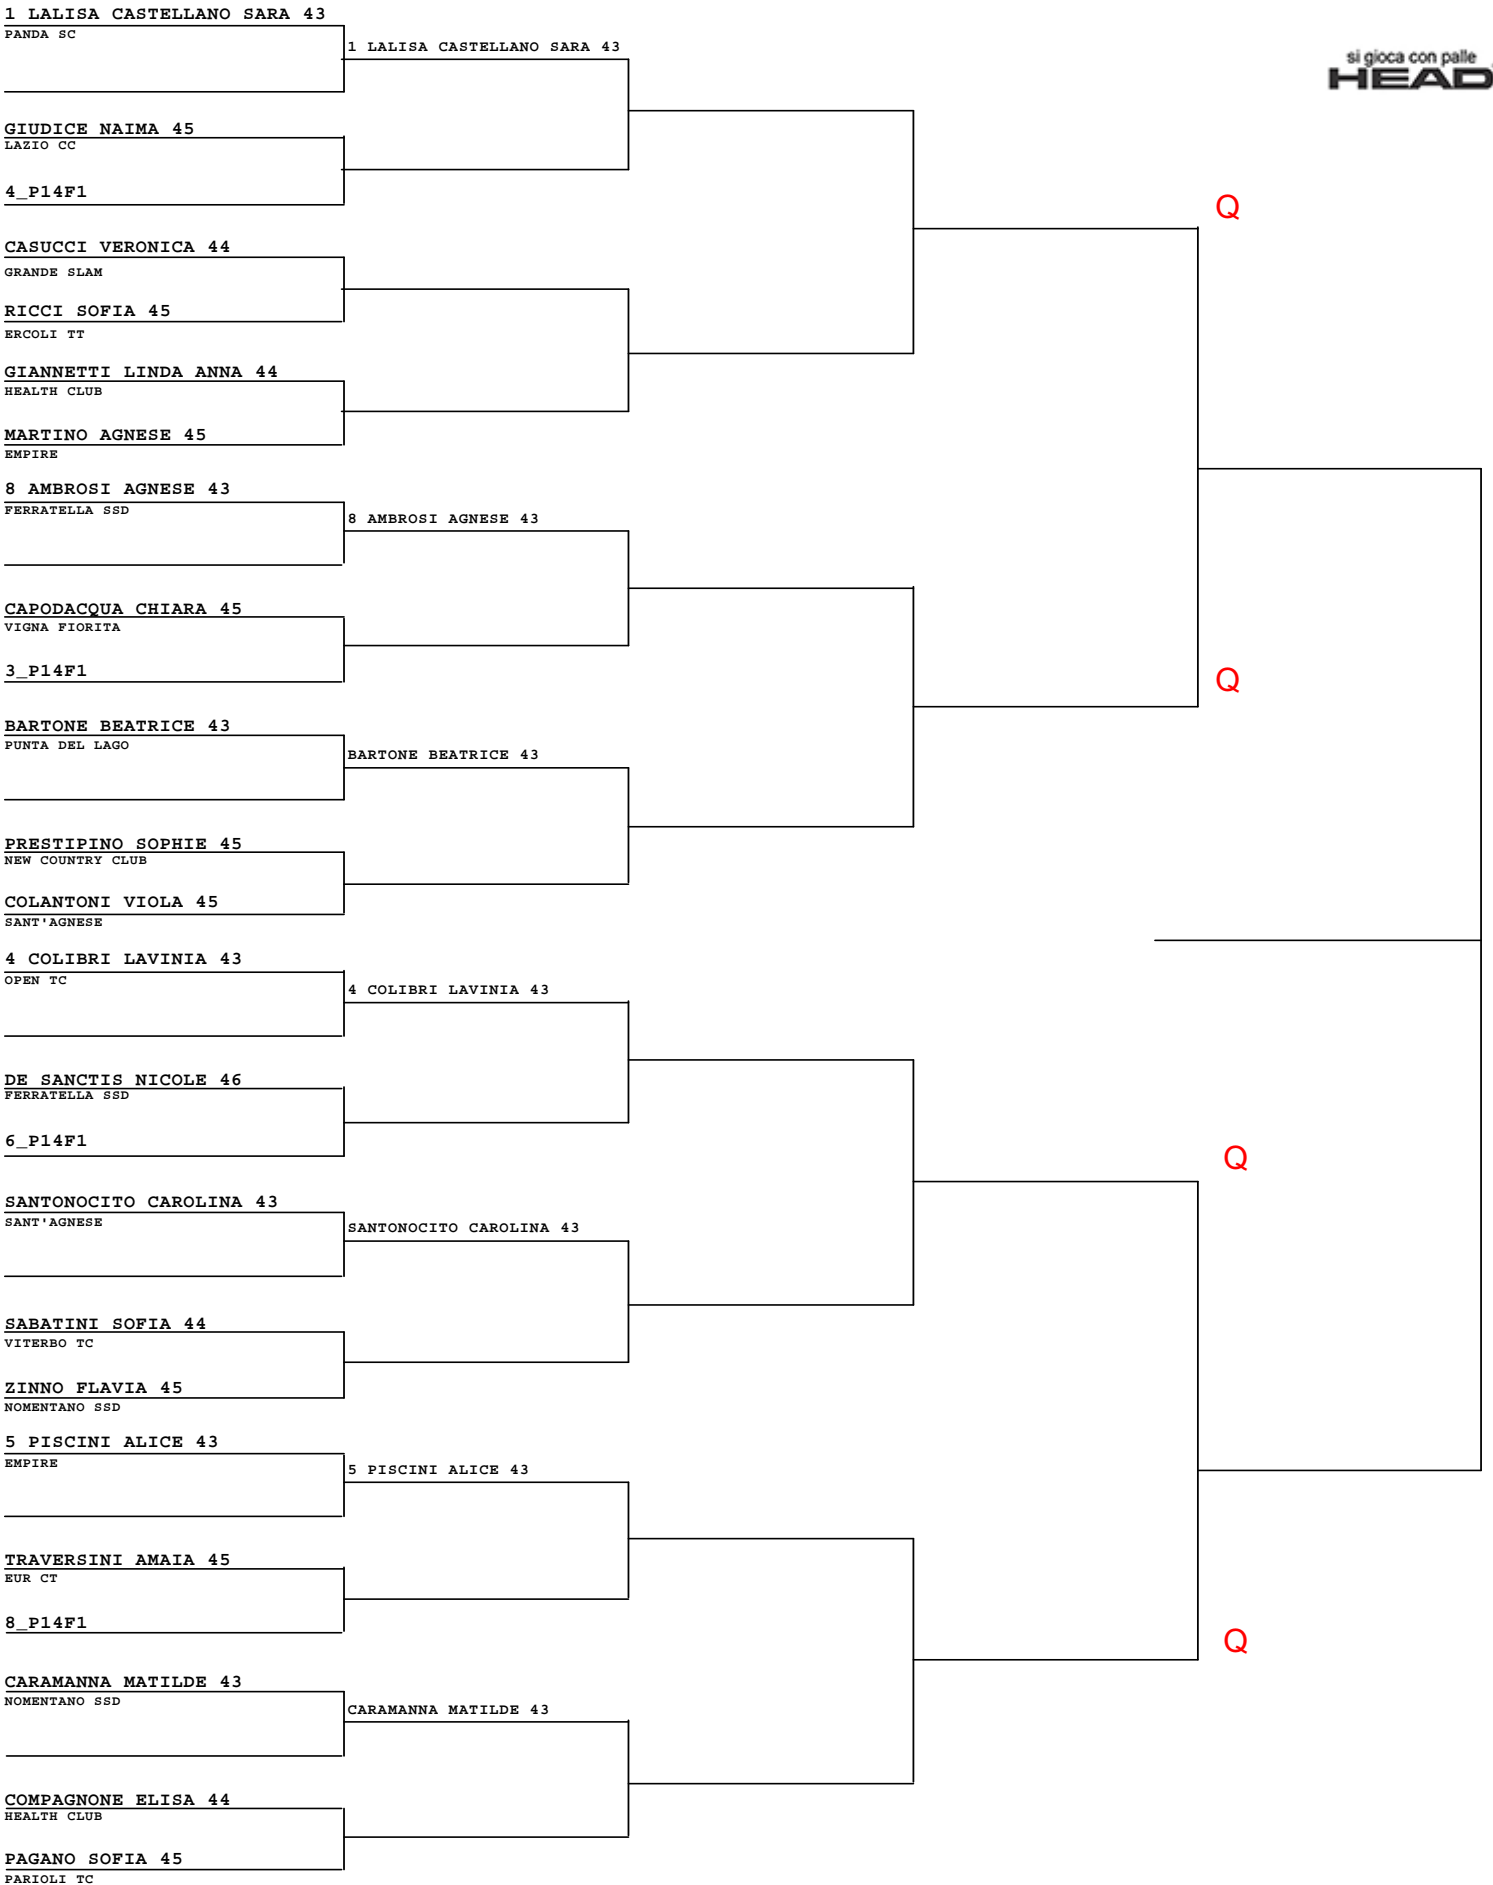 1 LALISA CASTELLANO SARA 43
PANDA SC
1 LALISA CASTELLANO SARA 43
si gioca con palle
HEAD
GIUDICE NAIMA 45
LAZIO CC
4_P14F1
Q
CASUCCI VERONICA 44
GRANDE SLAM
RICCI SOFIA 45
ERCOLI TT
GIANNETTI LINDA ANNA 44
HEALTH CLUB
MARTINO AGNESE 45
EMPIRE
8 AMBROSI AGNESE 43
FERRATELLA SSD
8 AMBROSI AGNESE 43
CAPODACQUA CHIARA 45
VIGNA FIORITA
3_P14F1
Q
BARTONE BEATRICE 43
PUNTA DEL LAGO
BARTONE BEATRICE 43
PRESTIPINO SOPHIE 45
NEW COUNTRY CLUB
COLANTONI VIOLA 45
SANT'AGNESE
4 COLIBRI LAVINIA 43
OPEN TC
4 COLIBRI LAVINIA 43
DE SANCTIS NICOLE 46
FERRATELLA SSD
6_P14F1
Q
SANTONOCITO CAROLINA 43
SANT'AGNESE
SANTONOCITO CAROLINA 43
SABATINI SOFIA 44
VITERBO TC
ZINNO FLAVIA 45
NOMENTANO SSD
5 PISCINI ALICE 43
EMPIRE
5 PISCINI ALICE 43
TRAVERSINI AMAIA 45
EUR CT
8_P14F1
Q
CARAMANNA MATILDE 43
NOMENTANO SSD
CARAMANNA MATILDE 43
COMPAGNONE ELISA 44
HEALTH CLUB
PAGANO SOFIA 45
PARIOLI TC